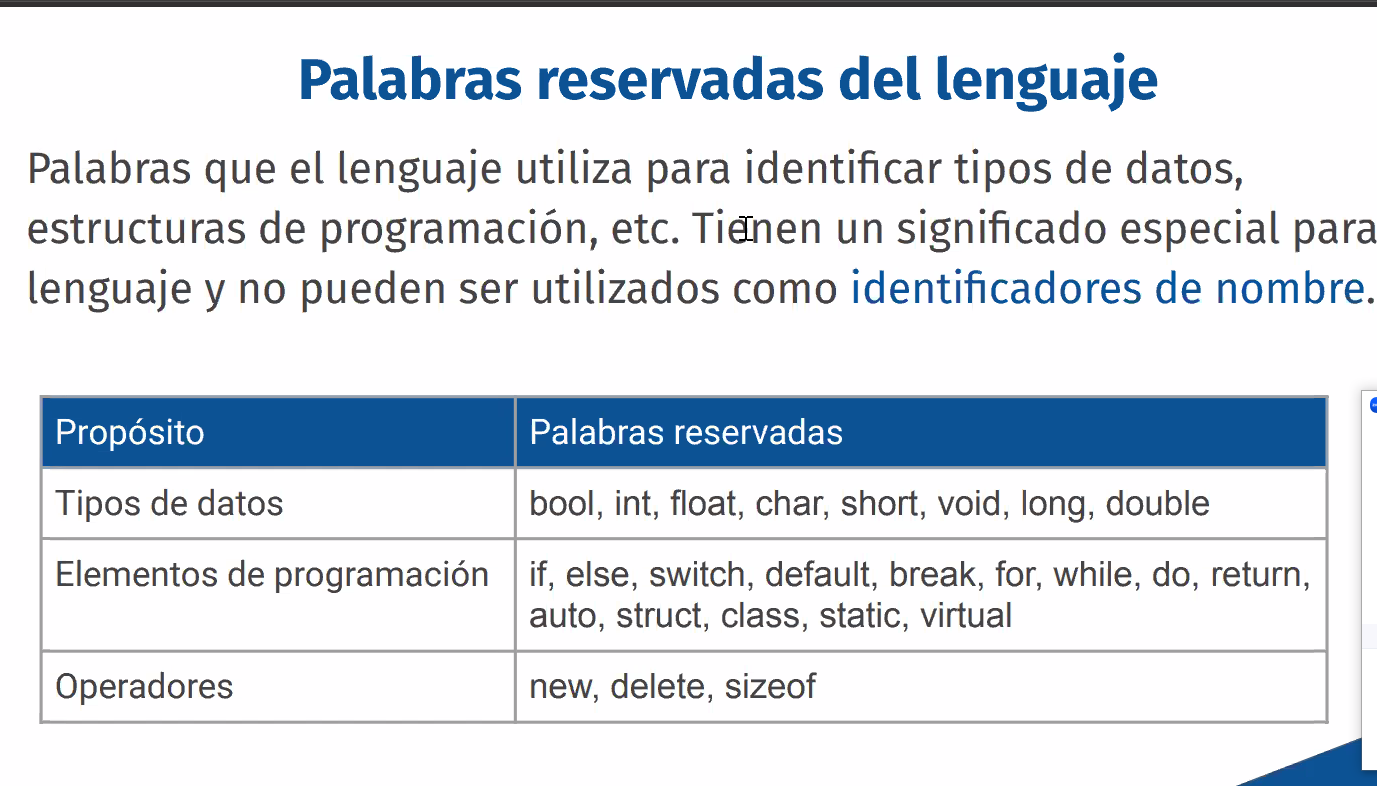 Palabras reservadas del lenguaje
Palabras que el lenguaje utiliza para identificar tipos de datos,
estructuras de programación, etc. Tienen un significado especial para
lenguaje y no pueden ser utilizados como identificadores de nombre.
Propósito Palabras reservadas
Tipos de datos bool, int, float, char, short, void, long, double
Elementos de programación if, else, switch, default, break, for, while, do, return,
auto, struct, class, static, virtual
Operadores new, delete, sizeof